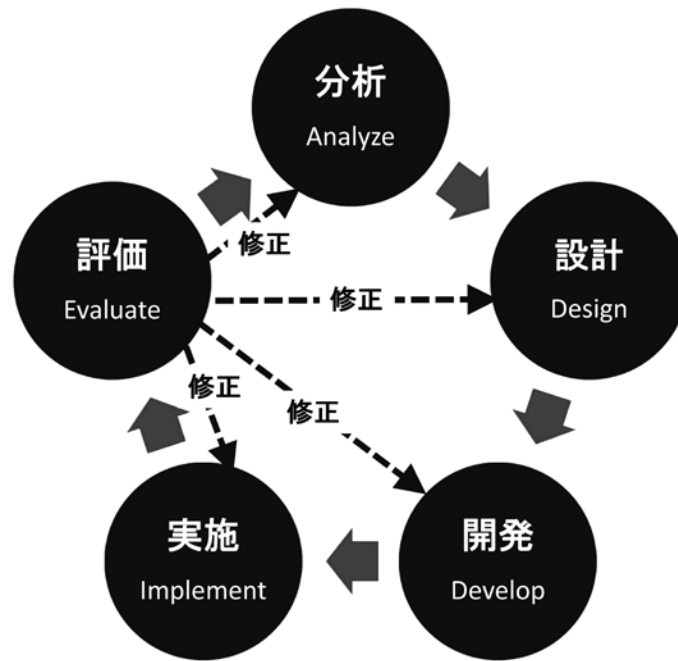 分析
Analyze
評価
Evaluate
修正
設計
Design
修正
修正
修正
実施
Implement
開発
Develop